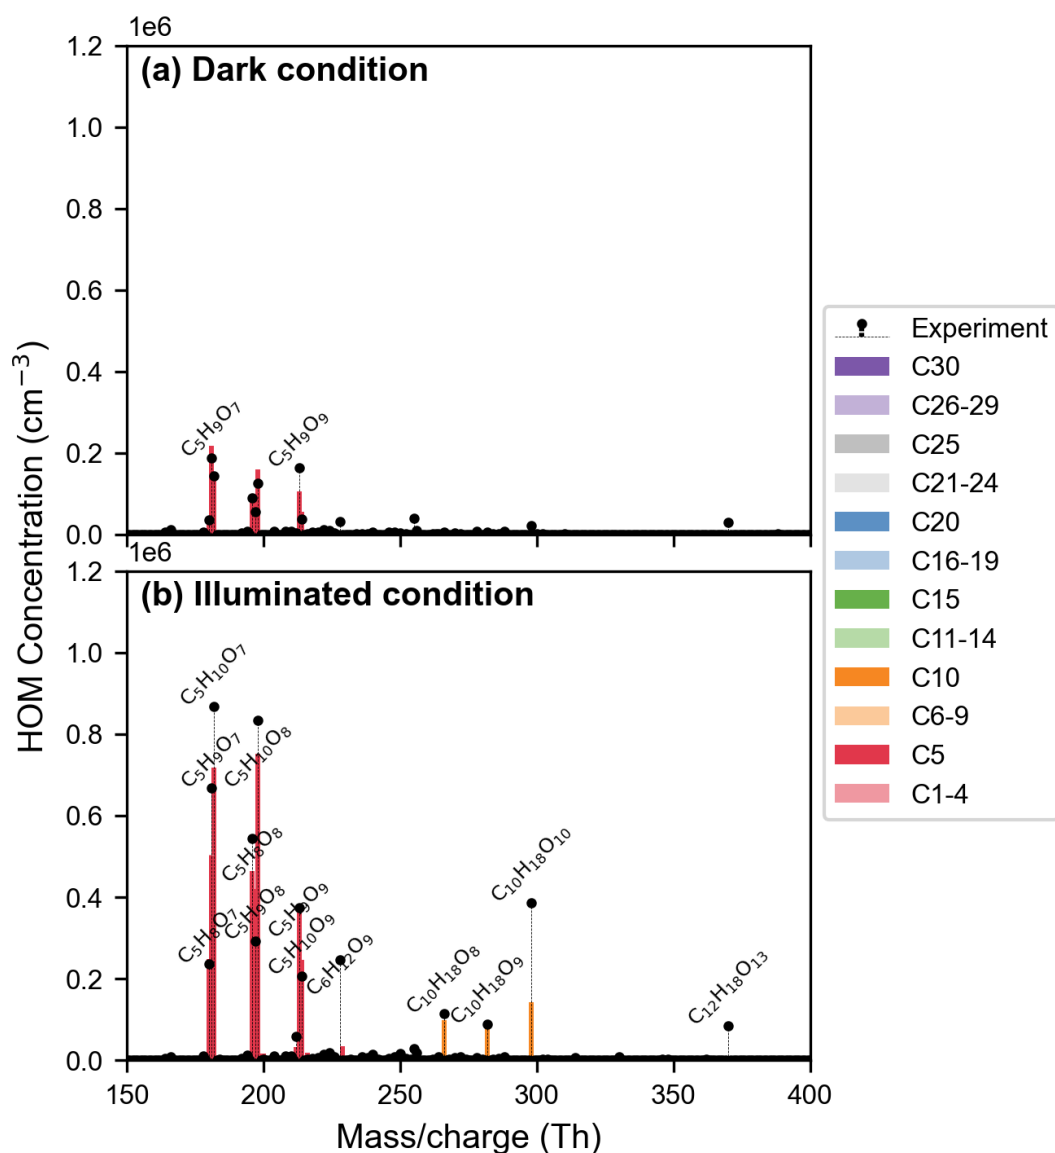 1e6
(a) Dark condition
1.2
1.0
0.8
0.6
0.4
0.2
0.0
C₅H₉O₇
C₅H₉O₉
HOM Concentration (cm⁻³)
1e6
(b) Illuminated condition
1.2
1.0
0.8
0.6
0.4
0.2
0.0
C₅H₁₀O₇
C₅H₉O₇
C₅H₁₀O₈
C₅H₈O₈
C₅H₈O₇
C₅H₉O₈
C₅H₉O₉
C₅H₁₀O₉
C₆H₁₂O₉
C₁₀H₁₈O₈
C₁₀H₁₈O₉
C₁₀H₁₈O₁₀
C₁₂H₁₈O₁₃
150
200
250
300
350
400
Mass/charge (Th)
Experiment
C30
C26-29
C25
C21-24
C20
C16-19
C15
C11-14
C10
C6-9
C5
C1-4